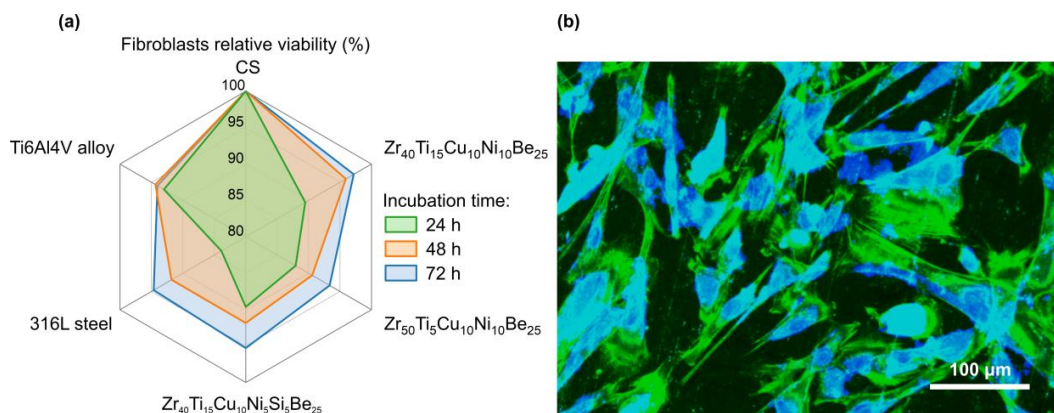 (a)
Fibroblasts relative viability (%)
CS
100
95
90
85
80
Ti6Al4V alloy
Zr₄₀Ti₁₅Cu₁₀Ni₁₀Be₂₅
Incubation time:
24 h
48 h
72 h
316L steel
Zr₅₀Ti₅Cu₁₀Ni₁₀Be₂₅
Zr₄₀Ti₁₅Cu₁₀Ni₅Si₅Be₂₅
(b)
100 µm